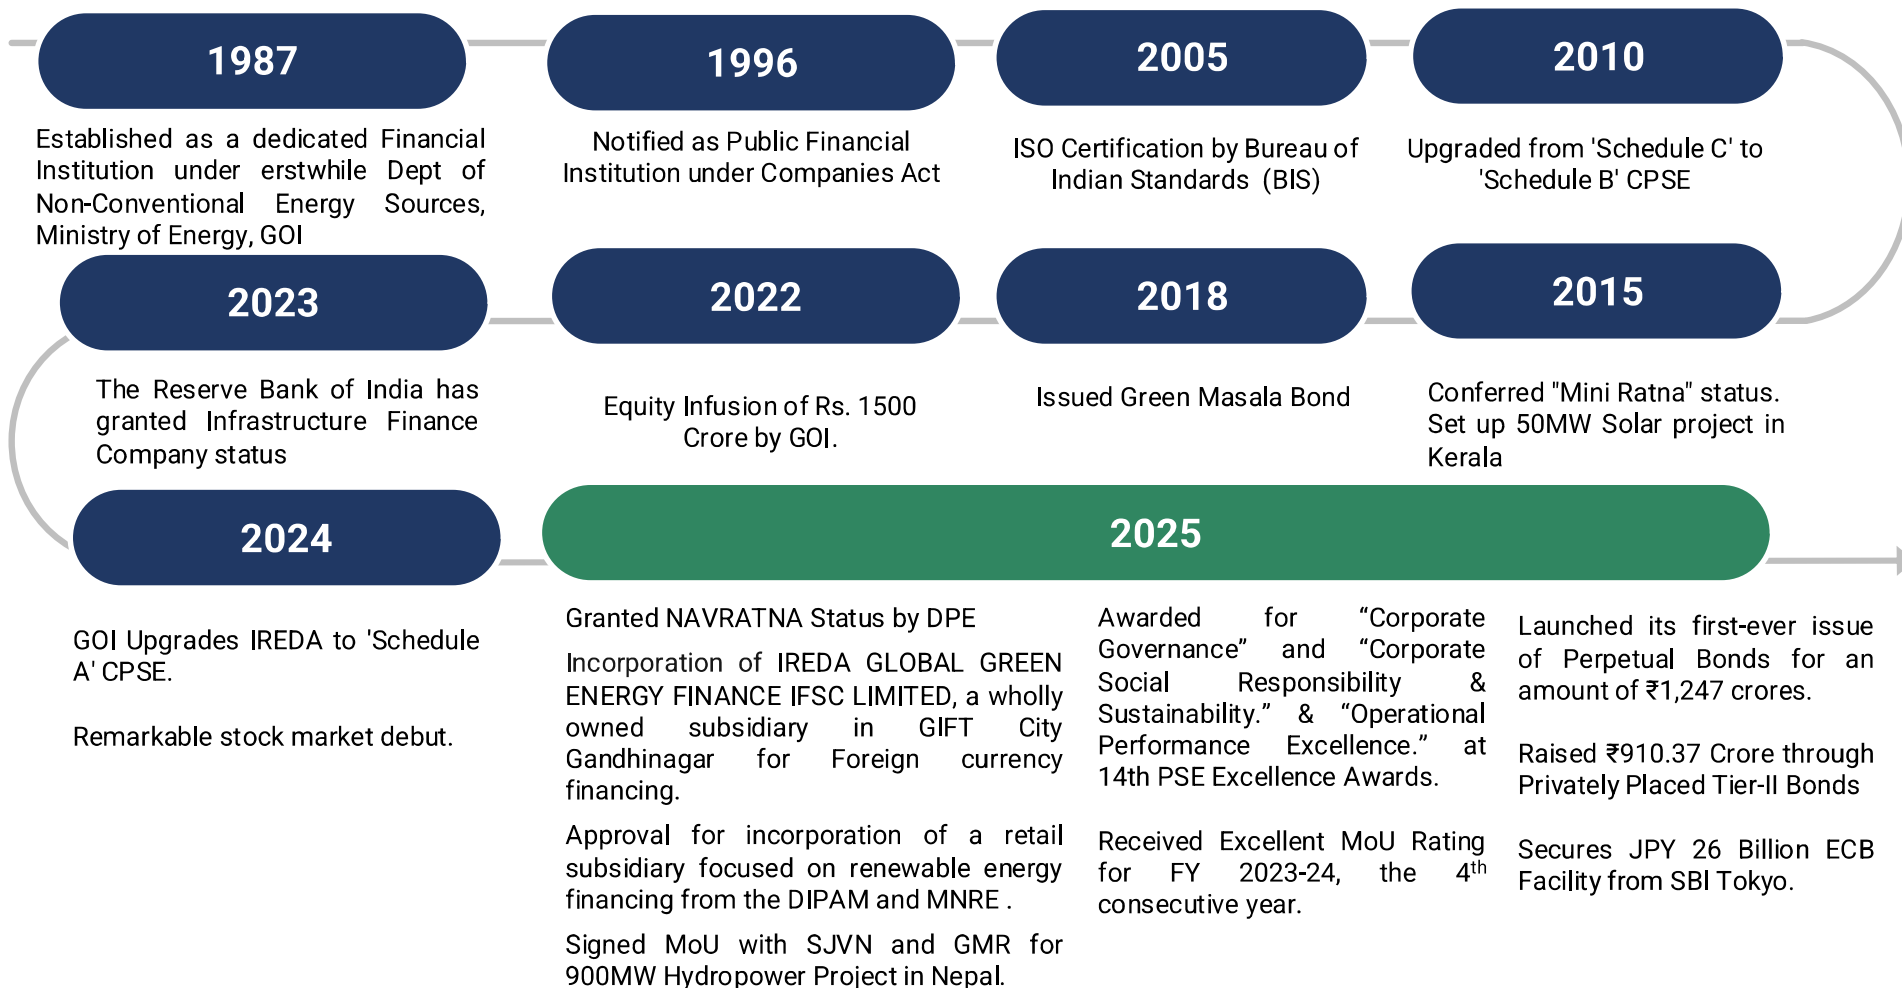 1987
Established as a dedicated Financial
Institution under erstwhile Dept of
Non-Conventional Energy Sources,
Ministry of Energy, GOI
1996
Notified as Public Financial
Institution under Companies Act
2005
ISO Certification by Bureau of
Indian Standards (BIS)
2010
Upgraded from 'Schedule C' to
'Schedule B' CPSE
2015
Conferred "Mini Ratna" status.
Set up 50MW Solar project in
Kerala
2018
Issued Green Masala Bond
2022
Equity Infusion of Rs. 1500
Crore by GOI.
2023
The Reserve Bank of India has
granted Infrastructure Finance
Company status
2024
GOI Upgrades IREDA to 'Schedule
A' CPSE.
Remarkable stock market debut.
2025
Granted NAVRATNA Status by DPE
Incorporation of IREDA GLOBAL GREEN
ENERGY FINANCE IFSC LIMITED, a wholly
owned subsidiary in GIFT City
Gandhinagar for Foreign currency
financing.
Approval for incorporation of a retail
subsidiary focused on renewable energy
financing from the DIPAM and MNRE .
Signed MoU with SJVN and GMR for
900MW Hydropower Project in Nepal.
Awarded for “Corporate
Governance” and “Corporate
Social Responsibility &
Sustainability.” & “Operational
Performance Excellence.” at
14th PSE Excellence Awards.
Received Excellent MoU Rating
for FY 2023-24, the 4th
consecutive year.
Launched its first-ever issue
of Perpetual Bonds for an
amount of ₹1,247 crores.
Raised ₹910.37 Crore through
Privately Placed Tier-II Bonds
Secures JPY 26 Billion ECB
Facility from SBI Tokyo.